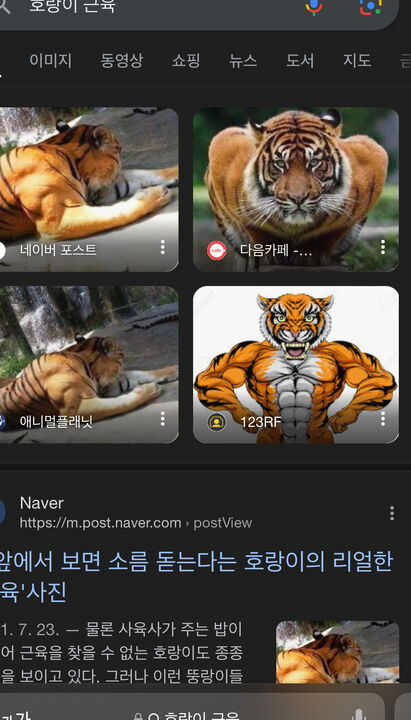 호랑이 근육
이미지 동영상 쇼핑 뉴스 도서 지도
네이버 포스트
cafe 다음카페 -...
애니멀플래닛
123RF
Naver
https://m.post.naver.com › postView
앞에서 보면 소름 돋는다는 호랑이의 리얼한
육'사진
1. 7. 23. — 물론 사육사가 주는 밥이
어 근육을 찾을 수 없는 호랑이도 종종
을 보이고 있다. 그러나 이런 뚱랑이들
가가 호랑이 근육